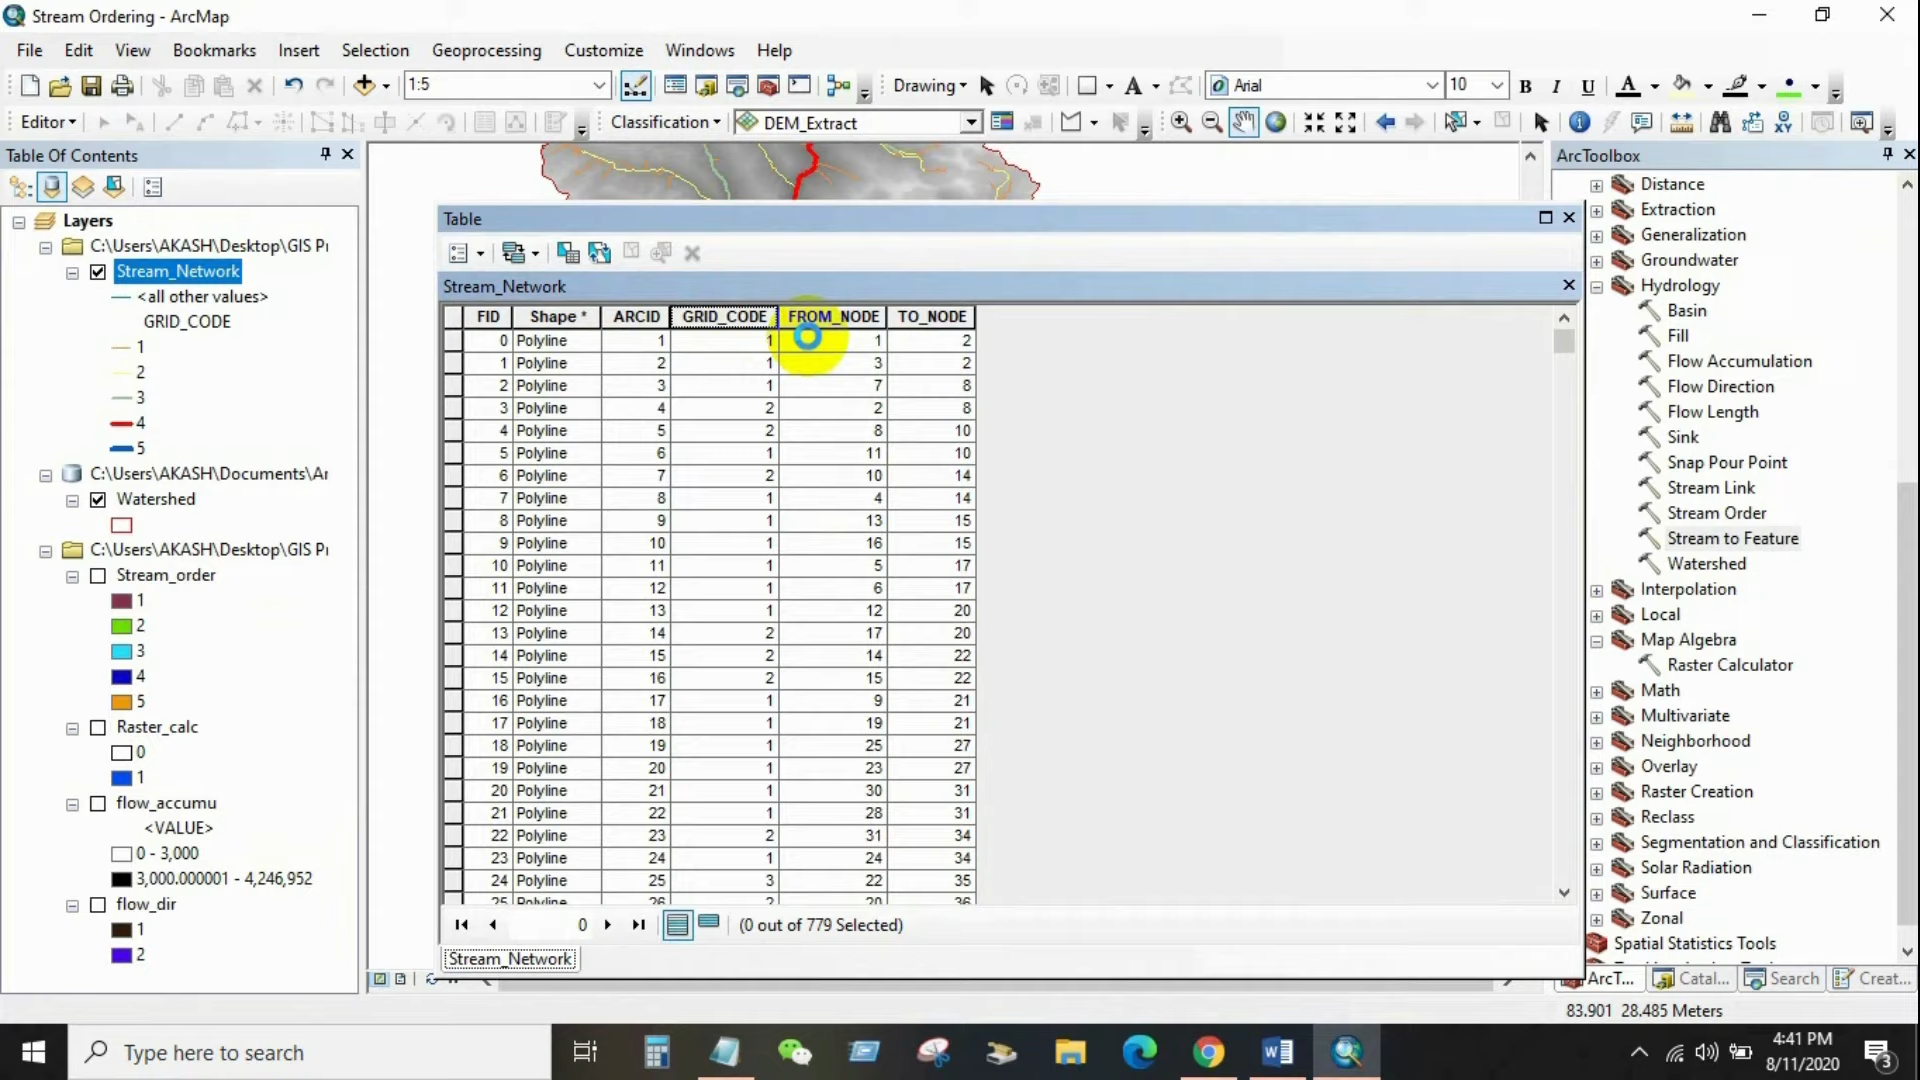 Stream Ordering - ArcMap
File Edit View Bookmarks Insert Selection Geoprocessing Customize Windows Help
1:5 Drawing Arial 10 B I U A
Editor Classification DEM_Extract
Table Of Contents
Layers
C:\Users\AKASH\Desktop\GIS Pr
Stream_Network
<all other values>
GRID_CODE
1
2
3
4
5
C:\Users\AKASH\Documents\Ar
Watershed
C:\Users\AKASH\Desktop\GIS Pr
Stream_order
1
2
3
4
5
Raster_calc
0
1
flow_accumu
<VALUE>
0 - 3,000
3,000.000001 - 4,246,952
flow_dir
1
2
Table
Stream_Network
FID Shape * ARCID GRID_CODE FROM_NODE TO_NODE
0 Polyline 1 1 1 2
1 Polyline 2 1 3 2
2 Polyline 3 1 7 8
3 Polyline 4 2 2 8
4 Polyline 5 2 8 10
5 Polyline 6 1 11 10
6 Polyline 7 2 10 14
7 Polyline 8 1 4 14
8 Polyline 9 1 13 15
9 Polyline 10 1 16 15
10 Polyline 11 1 5 17
11 Polyline 12 1 6 17
12 Polyline 13 1 12 20
13 Polyline 14 2 17 20
14 Polyline 15 2 14 22
15 Polyline 16 2 15 22
16 Polyline 17 1 9 21
17 Polyline 18 1 19 21
18 Polyline 19 1 25 27
19 Polyline 20 1 23 27
20 Polyline 21 1 30 31
21 Polyline 22 1 28 31
22 Polyline 23 2 31 34
23 Polyline 24 1 24 34
24 Polyline 25 3 22 35
25 Polyline 26 2 20 36
0 (0 out of 779 Selected)
Stream_Network
ArcToolbox
Distance
Extraction
Generalization
Groundwater
Hydrology
Basin
Fill
Flow Accumulation
Flow Direction
Flow Length
Sink
Snap Pour Point
Stream Link
Stream Order
Stream to Feature
Watershed
Interpolation
Local
Map Algebra
Raster Calculator
Math
Multivariate
Neighborhood
Overlay
Raster Creation
Reclass
Segmentation and Classification
Solar Radiation
Surface
Zonal
Spatial Statistics Tools
ArcT... Catal... Search Creat...
83.901 28.485 Meters
Type here to search
4:41 PM
8/11/2020
3